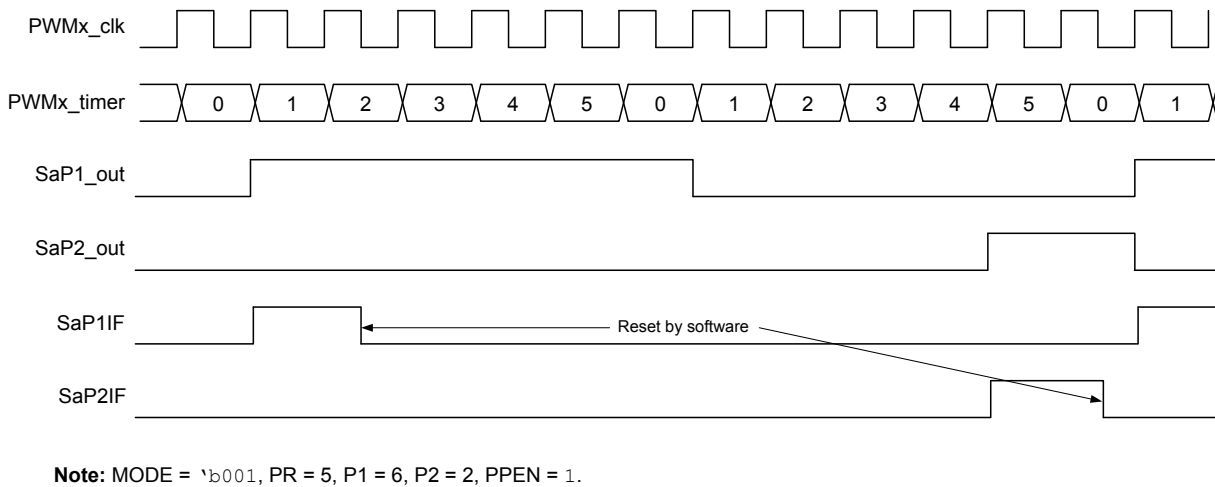 PWMx_clk
PWMx_timer 0 1 2 3 4 5 0 1 2 3 4 5 0 1
SaP1_out
SaP2_out
SaP1IF
Reset by software
SaP2IF
Note: MODE = ‘b001, PR = 5, P1 = 6, P2 = 2, PPEN = 1.